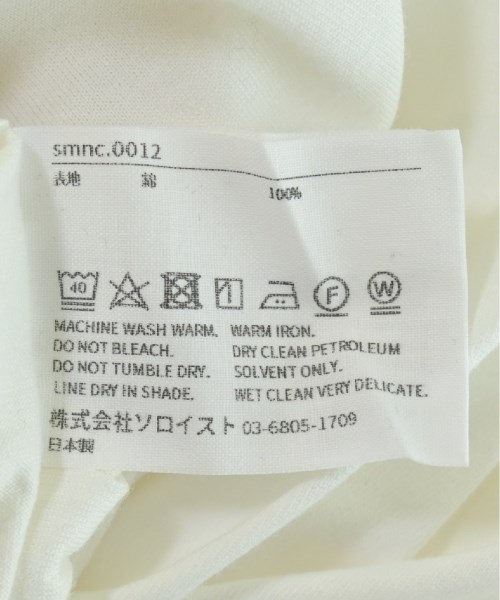 smnc.0012
表地 綿 100%
40 F W
MACHINE WASH WARM. WARM IRON.
DO NOT BLEACH. DRY CLEAN PETROLEUM
DO NOT TUMBLE DRY. SOLVENT ONLY.
LINE DRY IN SHADE. WET CLEAN VERY DELICATE.
株式会社ソロイスト 03-6805-1709
日本製